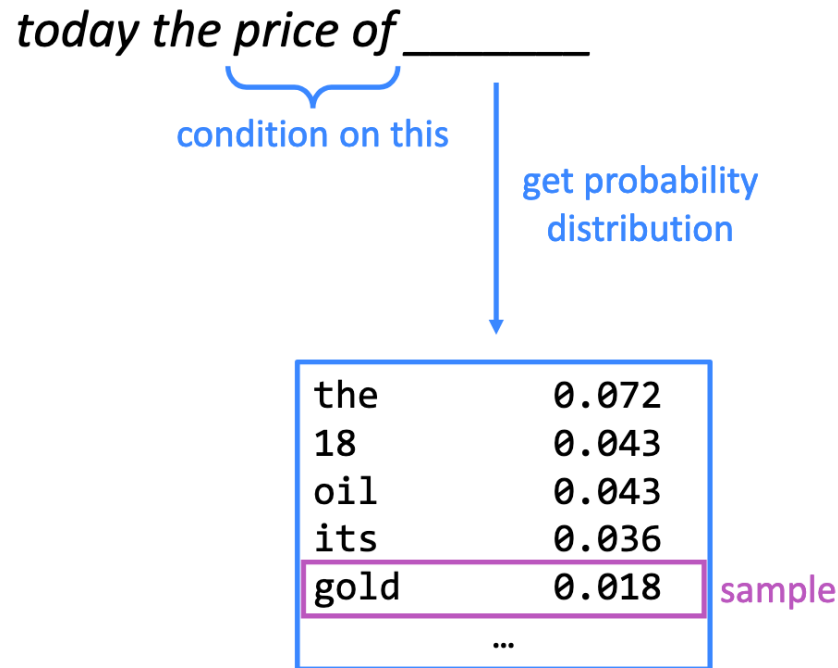 today the price of _______
condition on this
get probability
distribution
the 0.072
18 0.043
oil 0.043
its 0.036
gold 0.018
sample
…